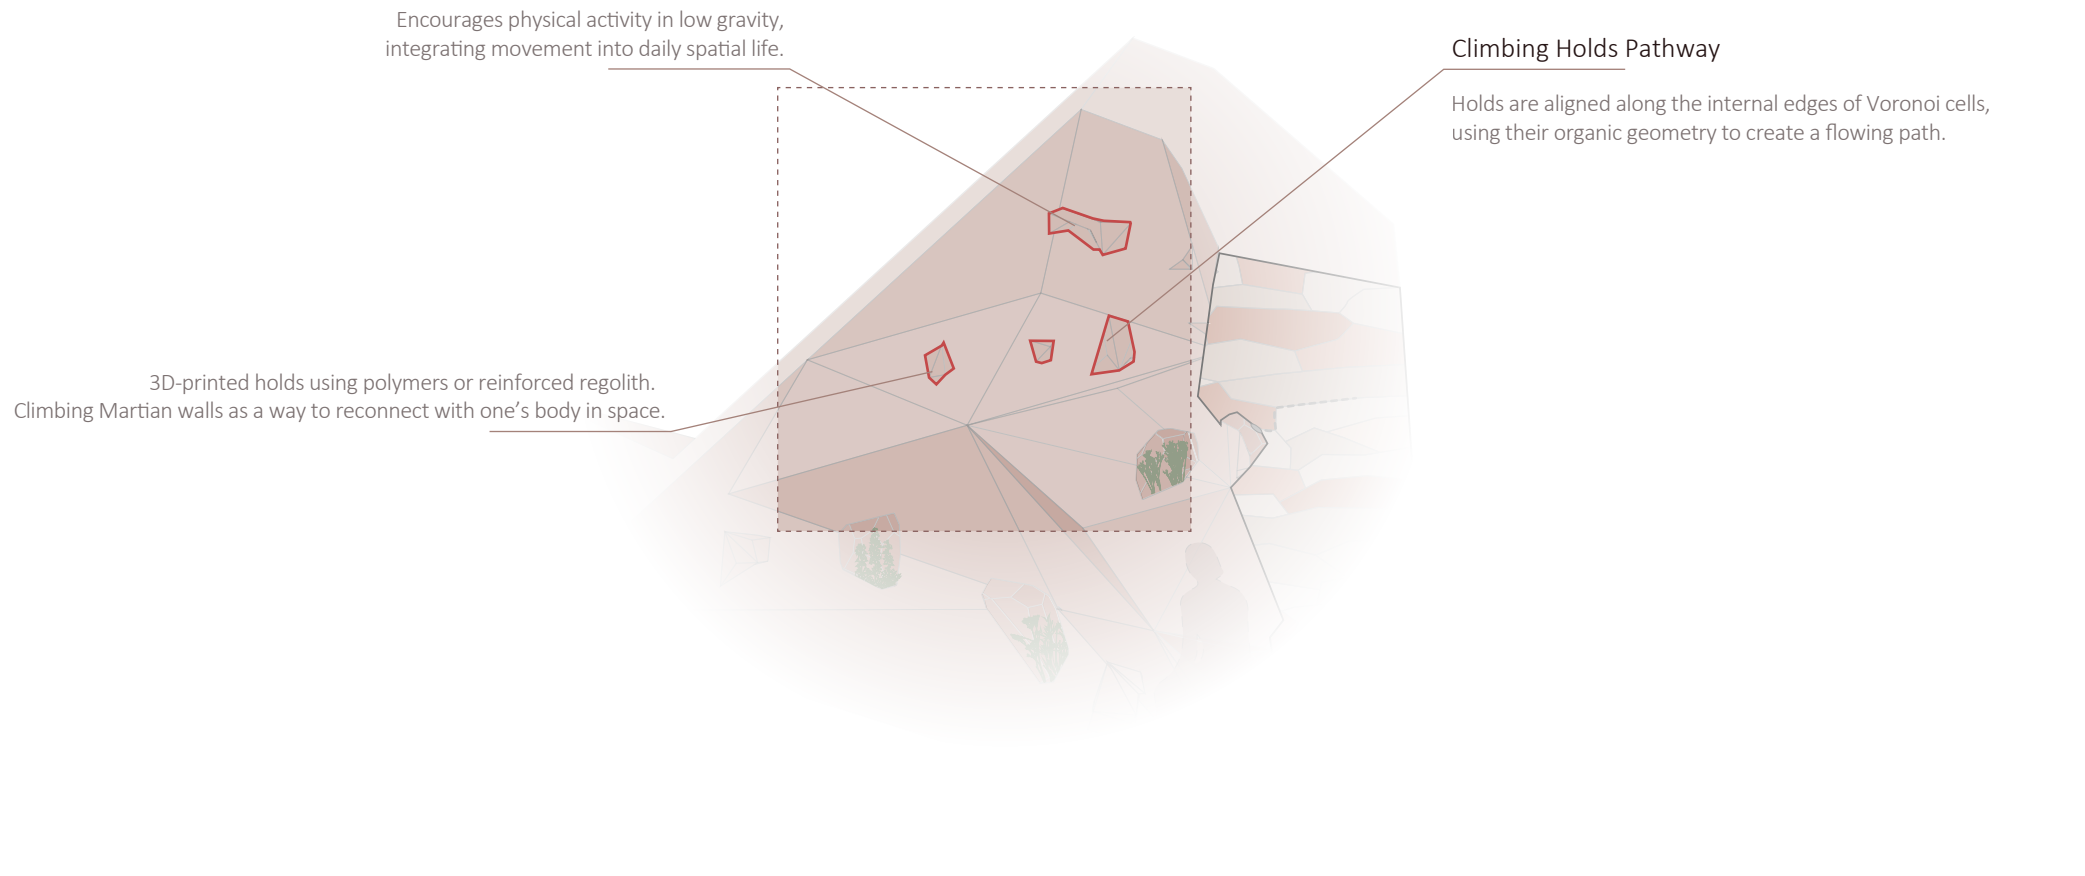 Encourages physical activity in low gravity,
integrating movement into daily spatial life.
Climbing Holds Pathway
Holds are aligned along the internal edges of Voronoi cells,
using their organic geometry to create a flowing path.
3D-printed holds using polymers or reinforced regolith.
Climbing Martian walls as a way to reconnect with one’s body in space.